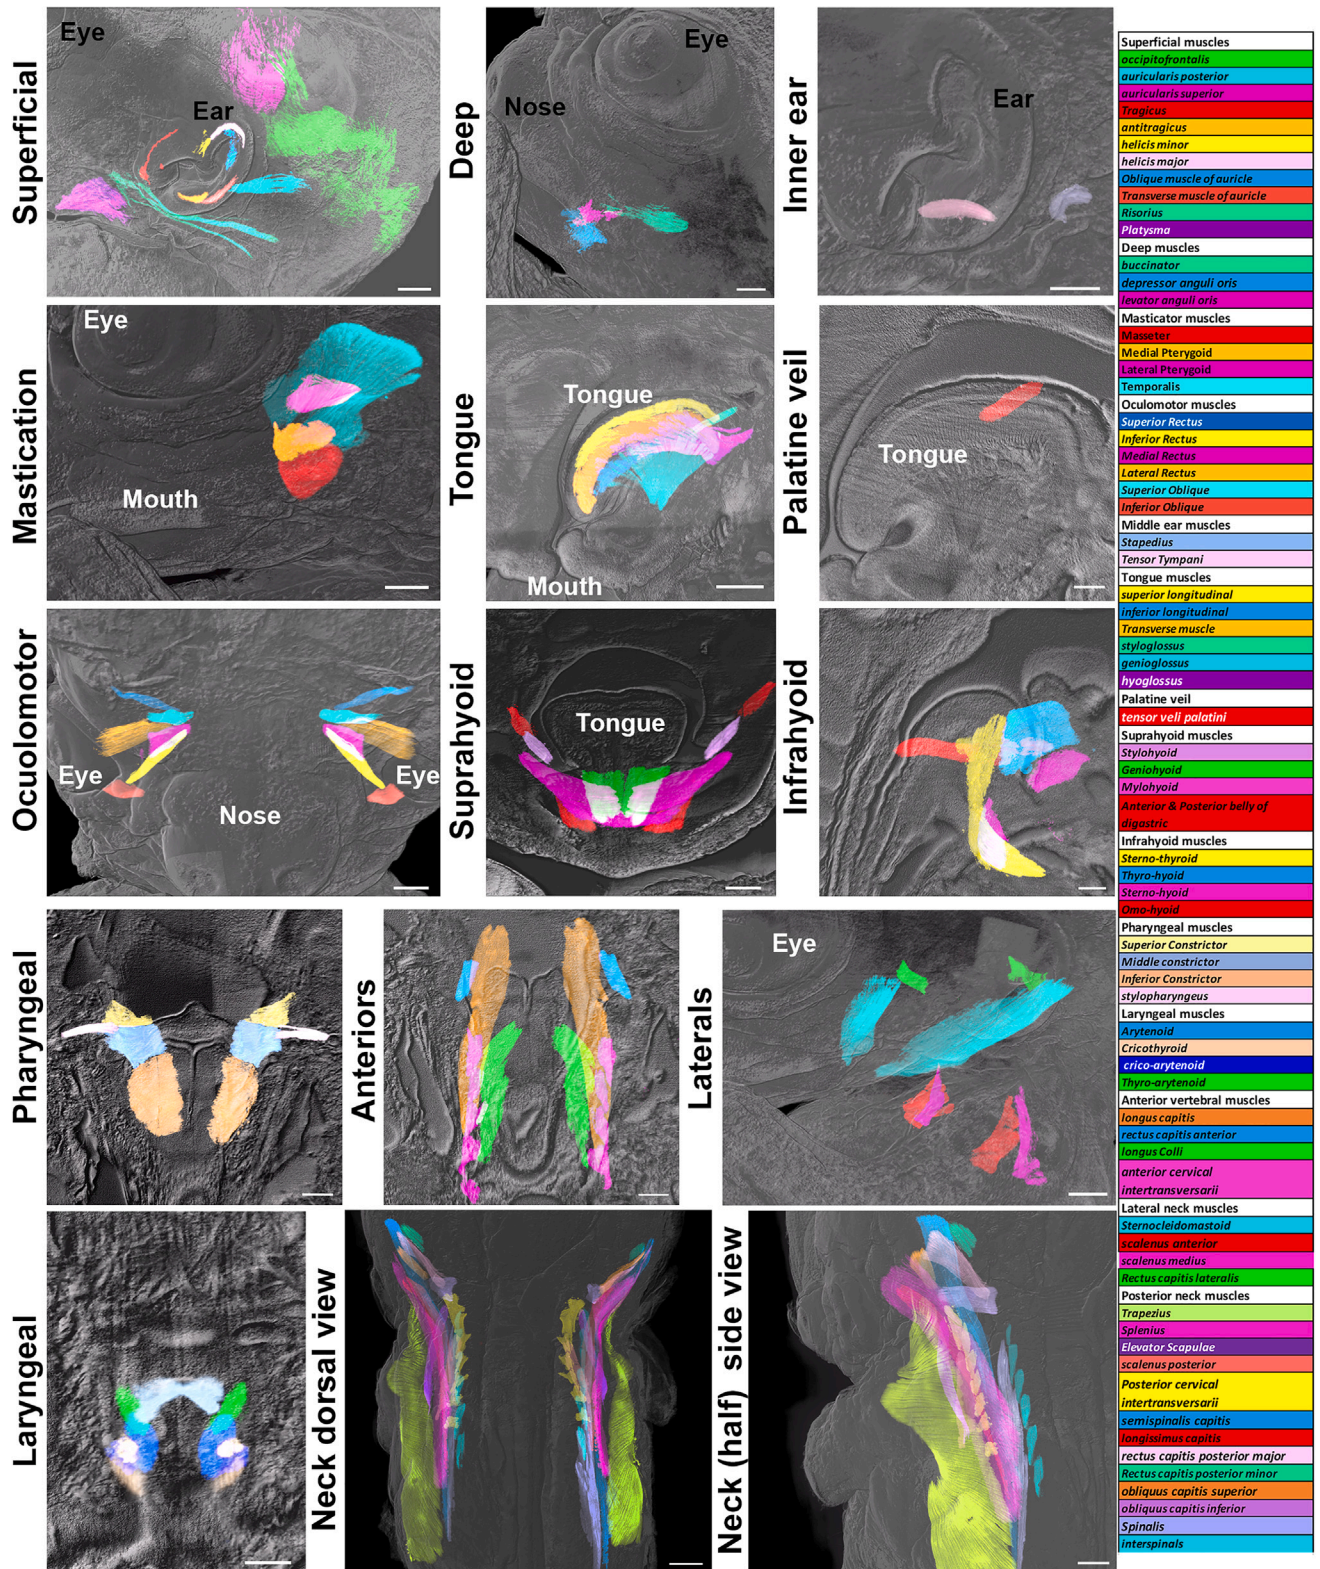 Superficial
Eye
Ear
Deep
Eye
Nose
Inner ear
Ear
Mastication
Eye
Mouth
Tongue
Tongue
Mouth
Palatine veil
Tongue
Ocuolomotor
Eye
Eye
Nose
Suprahyoid
Tongue
Infrahyoid
Pharyngeal
Anteriors
Laterals
Eye
Laryngeal
Neck dorsal view
Neck (half) side view
Superficial muscles
occipitofrontalis
auricularis posterior
auricularis superior
Tragicus
antitragicus
helicis minor
helicis major
Oblique muscle of auricle
Transverse muscle of auricle
Risorius
Platysma
Deep muscles
buccinator
depressor anguli oris
levator anguli oris
Masticator muscles
Masseter
Medial Pterygoid
Lateral Pterygoid
Temporalis
Oculomotor muscles
Superior Rectus
Inferior Rectus
Medial Rectus
Lateral Rectus
Superior Oblique
Inferior Oblique
Middle ear muscles
Stapedius
Tensor Tympani
Tongue muscles
superior longitudinal
inferior longitudinal
Transverse muscle
styloglossus
genioglossus
hyoglossus
Palatine veil
tensor veli palatini
Suprahyoid muscles
Stylohyoid
Geniohyoid
Mylohyoid
Anterior & Posterior belly of
digastric
Infrahyoid muscles
Sterno-thyroid
Thyro-hyoid
Sterno-hyoid
Omo-hyoid
Pharyngeal muscles
Superior Constrictor
Middle constrictor
Inferior Constrictor
stylopharyngeus
Laryngeal muscles
Arytenoid
Cricothyroid
crico-arytenoid
Thyro-arytenoid
Anterior vertebral muscles
longus capitis
rectus capitis anterior
longus Colli
anterior cervical
intertransversarii
Lateral neck muscles
Sternocleidomastoid
scalenus anterior
scalenus medius
Rectus capitis lateralis
Posterior neck muscles
Trapezius
Splenius
Elevator Scapulae
scalenus posterior
Posterior cervical
intertransversarii
semispinalis capitis
longissimus capitis
rectus capitis posterior major
Rectus capitis posterior minor
obliquus capitis superior
obliquus capitis inferior
Spinalis
interspinals